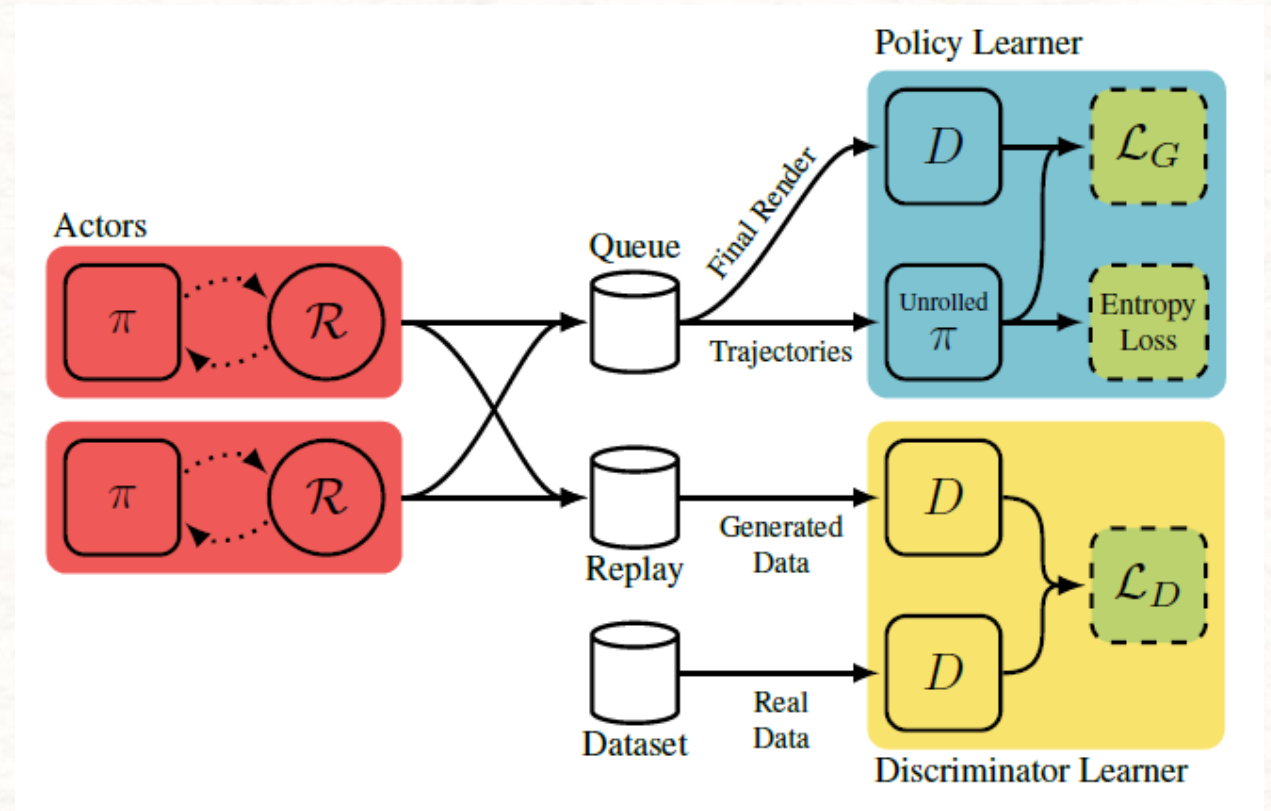 Policy Learner
D
ℒ_G
Final Render
Actors
Queue
π
ℛ
Unrolled
π
Entropy
Loss
Trajectories
π
ℛ
D
Generated
Data
Replay
ℒ_D
D
Real
Data
Dataset
Discriminator Learner